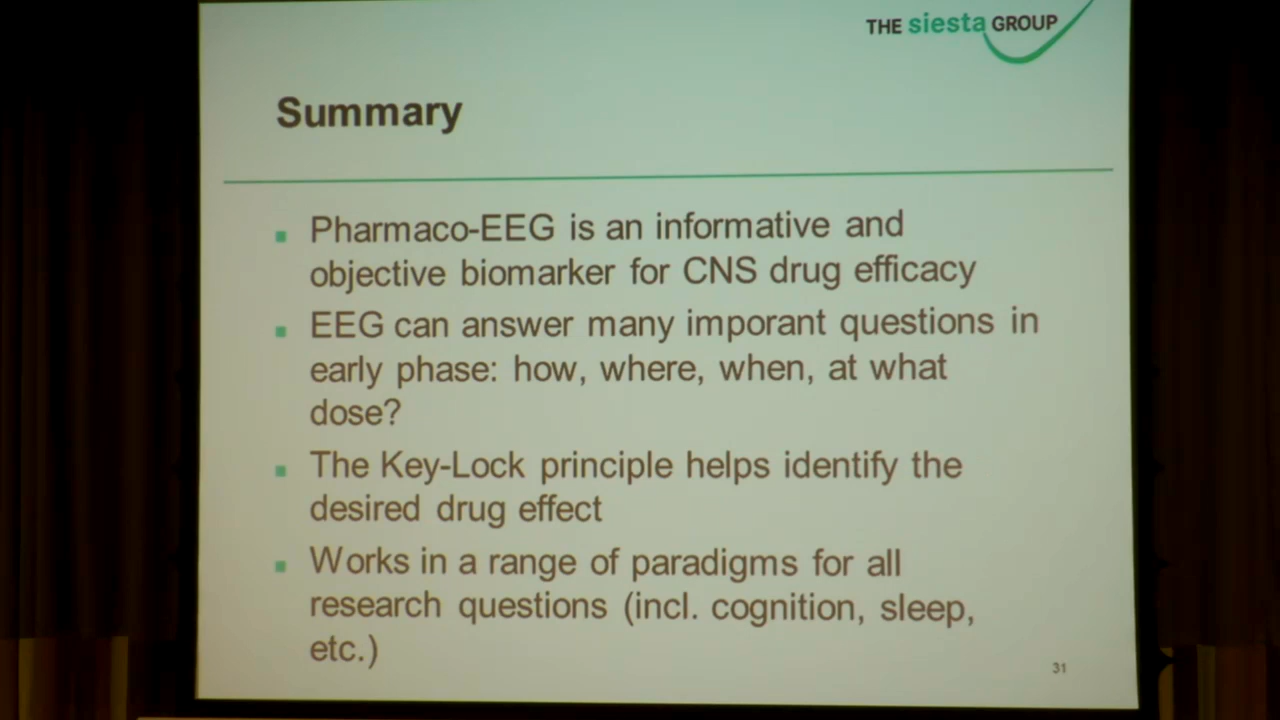 THE siesta GROUP
Summary
Pharmaco-EEG is an informative and
objective biomarker for CNS drug efficacy
EEG can answer many imporant questions in
early phase: how, where, when, at what
dose?
The Key-Lock principle helps identify the
desired drug effect
Works in a range of paradigms for all
research questions (incl. cognition, sleep,
etc.)
31